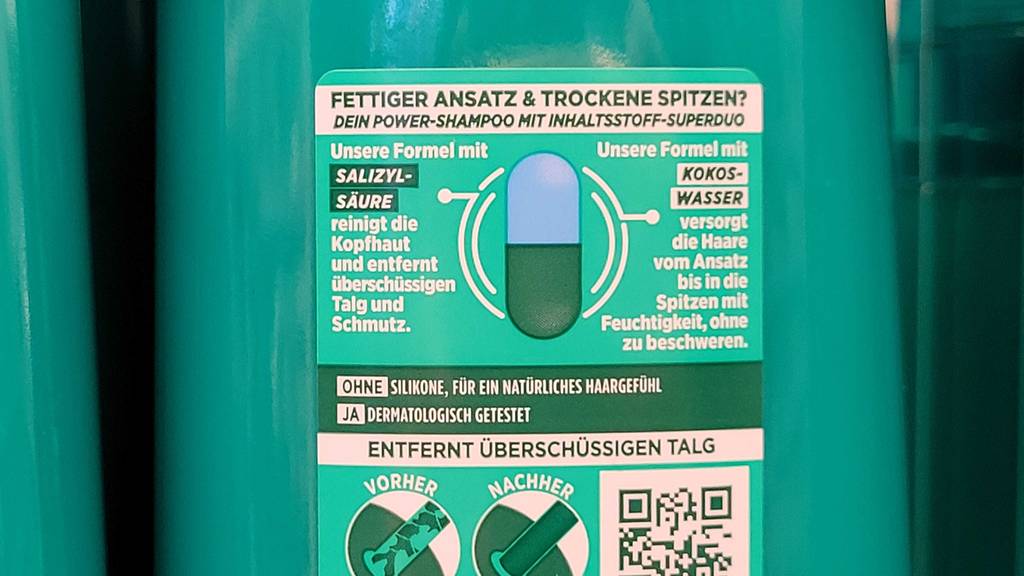 FETTIGER ANSATZ & TROCKENE SPITZEN?
DEIN POWER-SHAMPOO MIT INHALTSSTOFF-SUPERDUO
Unsere Formel mit
SALIZYL-
SÄURE
reinigt die
Kopfhaut
und entfernt
überschüssigen
Talg und
Schmutz.
Unsere Formel mit
KOKOS-
WASSER
versorgt
die Haare
vom Ansatz
bis in die
Spitzen mit
Feuchtigkeit, ohne
zu beschweren.
OHNE SILIKONE, FÜR EIN NATÜRLICHES HAARGEFÜHL
JA DERMATOLOGISCH GETESTET
ENTFERNT ÜBERSCHÜSSIGEN TALG
VORHER
NACHHER